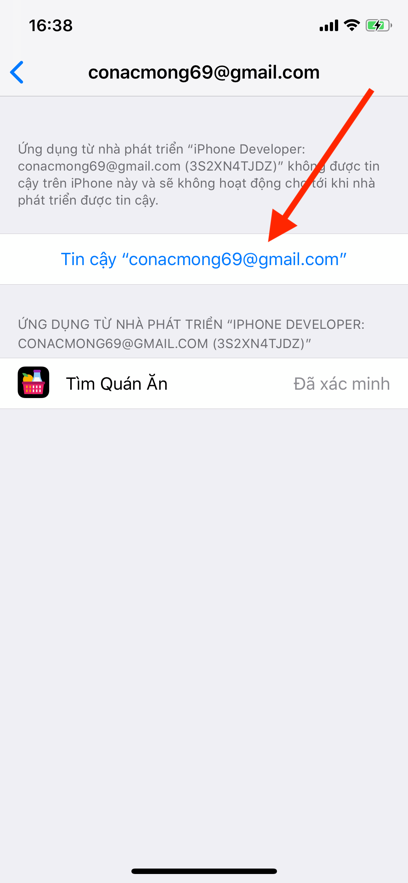 16:38
conacmong69@gmail.com
Ứng dụng từ nhà phát triển “iPhone Developer:
conacmong69@gmail.com (3S2XN4TJDZ)” không được tin
cậy trên iPhone này và sẽ không hoạt động cho tới khi nhà
phát triển được tin cậy.
Tin cậy “conacmong69@gmail.com”
ỨNG DỤNG TỪ NHÀ PHÁT TRIỂN “IPHONE DEVELOPER:
CONACMONG69@GMAIL.COM (3S2XN4TJDZ)”
Tìm Quán Ăn Đã xác minh